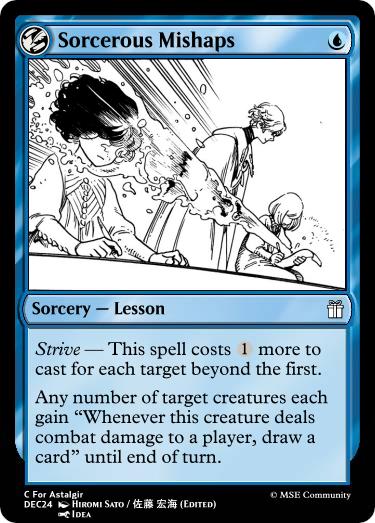 Sorcerous Mishaps
Sorcery — Lesson
Strive — This spell costs 1 more to
cast for each target beyond the first.
Any number of target creatures each
gain “Whenever this creature deals
combat damage to a player, draw a
card” until end of turn.
C For Astalgir
DEC24 Hiromi Sato / 佐藤 宏海 (Edited)
Idea
© MSE Community